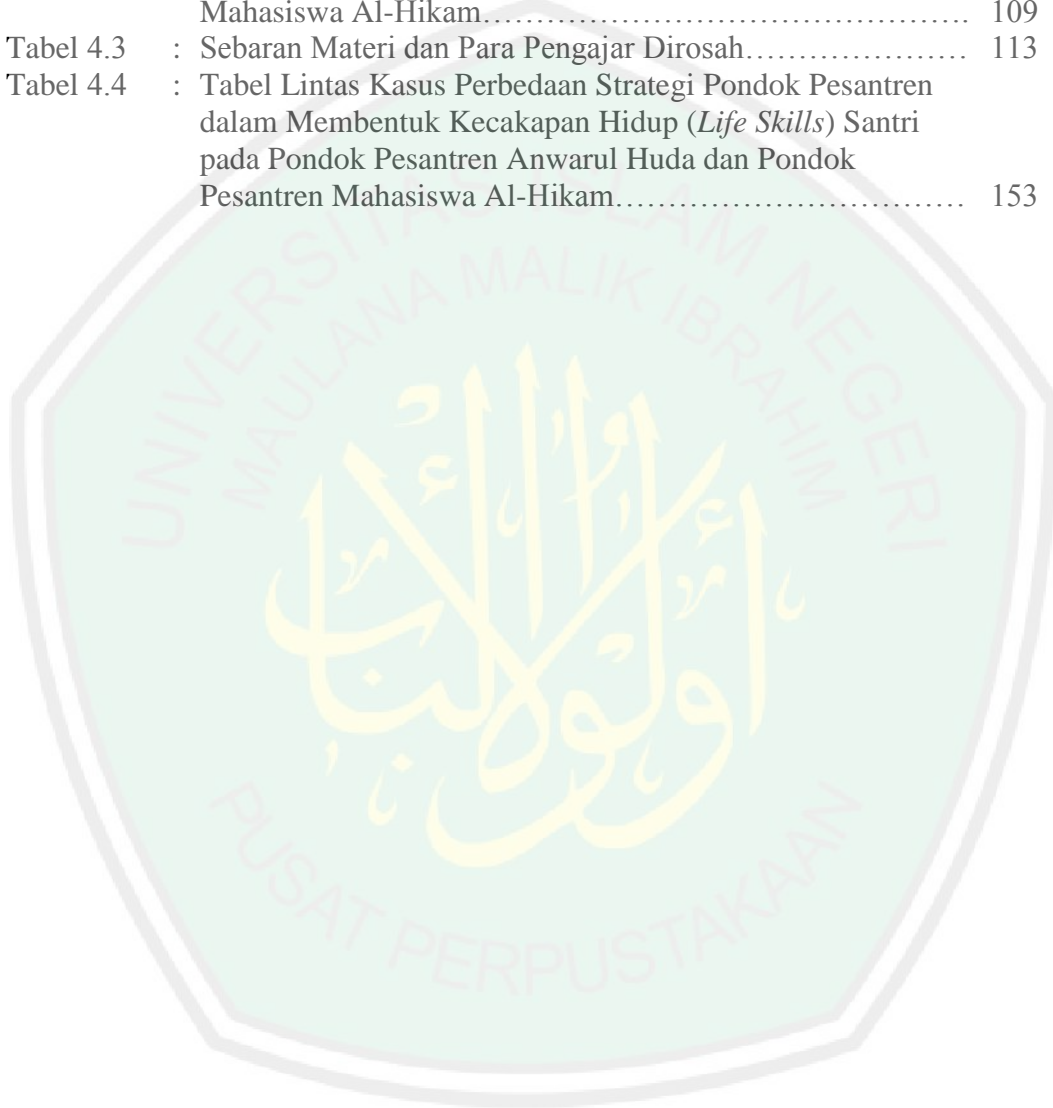 Mahasiswa Al-Hikam………………………………………………. 109
Tabel 4.3 : Sebaran Materi dan Para Pengajar Dirosah………………… 113
Tabel 4.4 : Tabel Lintas Kasus Perbedaan Strategi Pondok Pesantren
dalam Membentuk Kecakapan Hidup (Life Skills) Santri
pada Pondok Pesantren Anwarul Huda dan Pondok
Pesantren Mahasiswa Al-Hikam…………………………… 153
UNIVERSITAS ISLAM NEGERI
MAULANA MALIK IBRAHIM
أولوا الألباب
PUSAT PERPUSTAKAAN